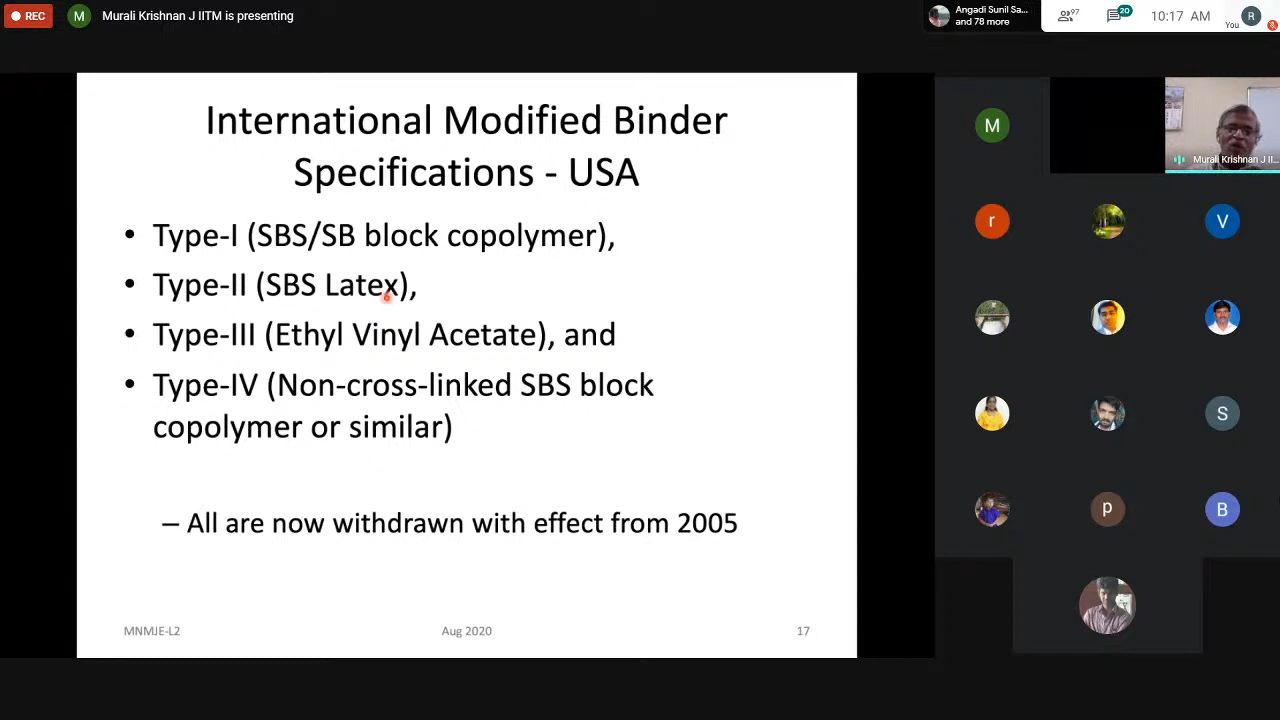 REC
M
Murali Krishnan J IITM is presenting
Angadi Sunil Sa...
and 78 more
97
20
10:17 AM
You
R
International Modified Binder
Specifications - USA
• Type-I (SBS/SB block copolymer),
• Type-II (SBS Latex),
• Type-III (Ethyl Vinyl Acetate), and
• Type-IV (Non-cross-linked SBS block
copolymer or similar)
– All are now withdrawn with effect from 2005
MNMJE-L2
Aug 2020
17
M
Murali Krishnan J II...
r
V
S
p
B